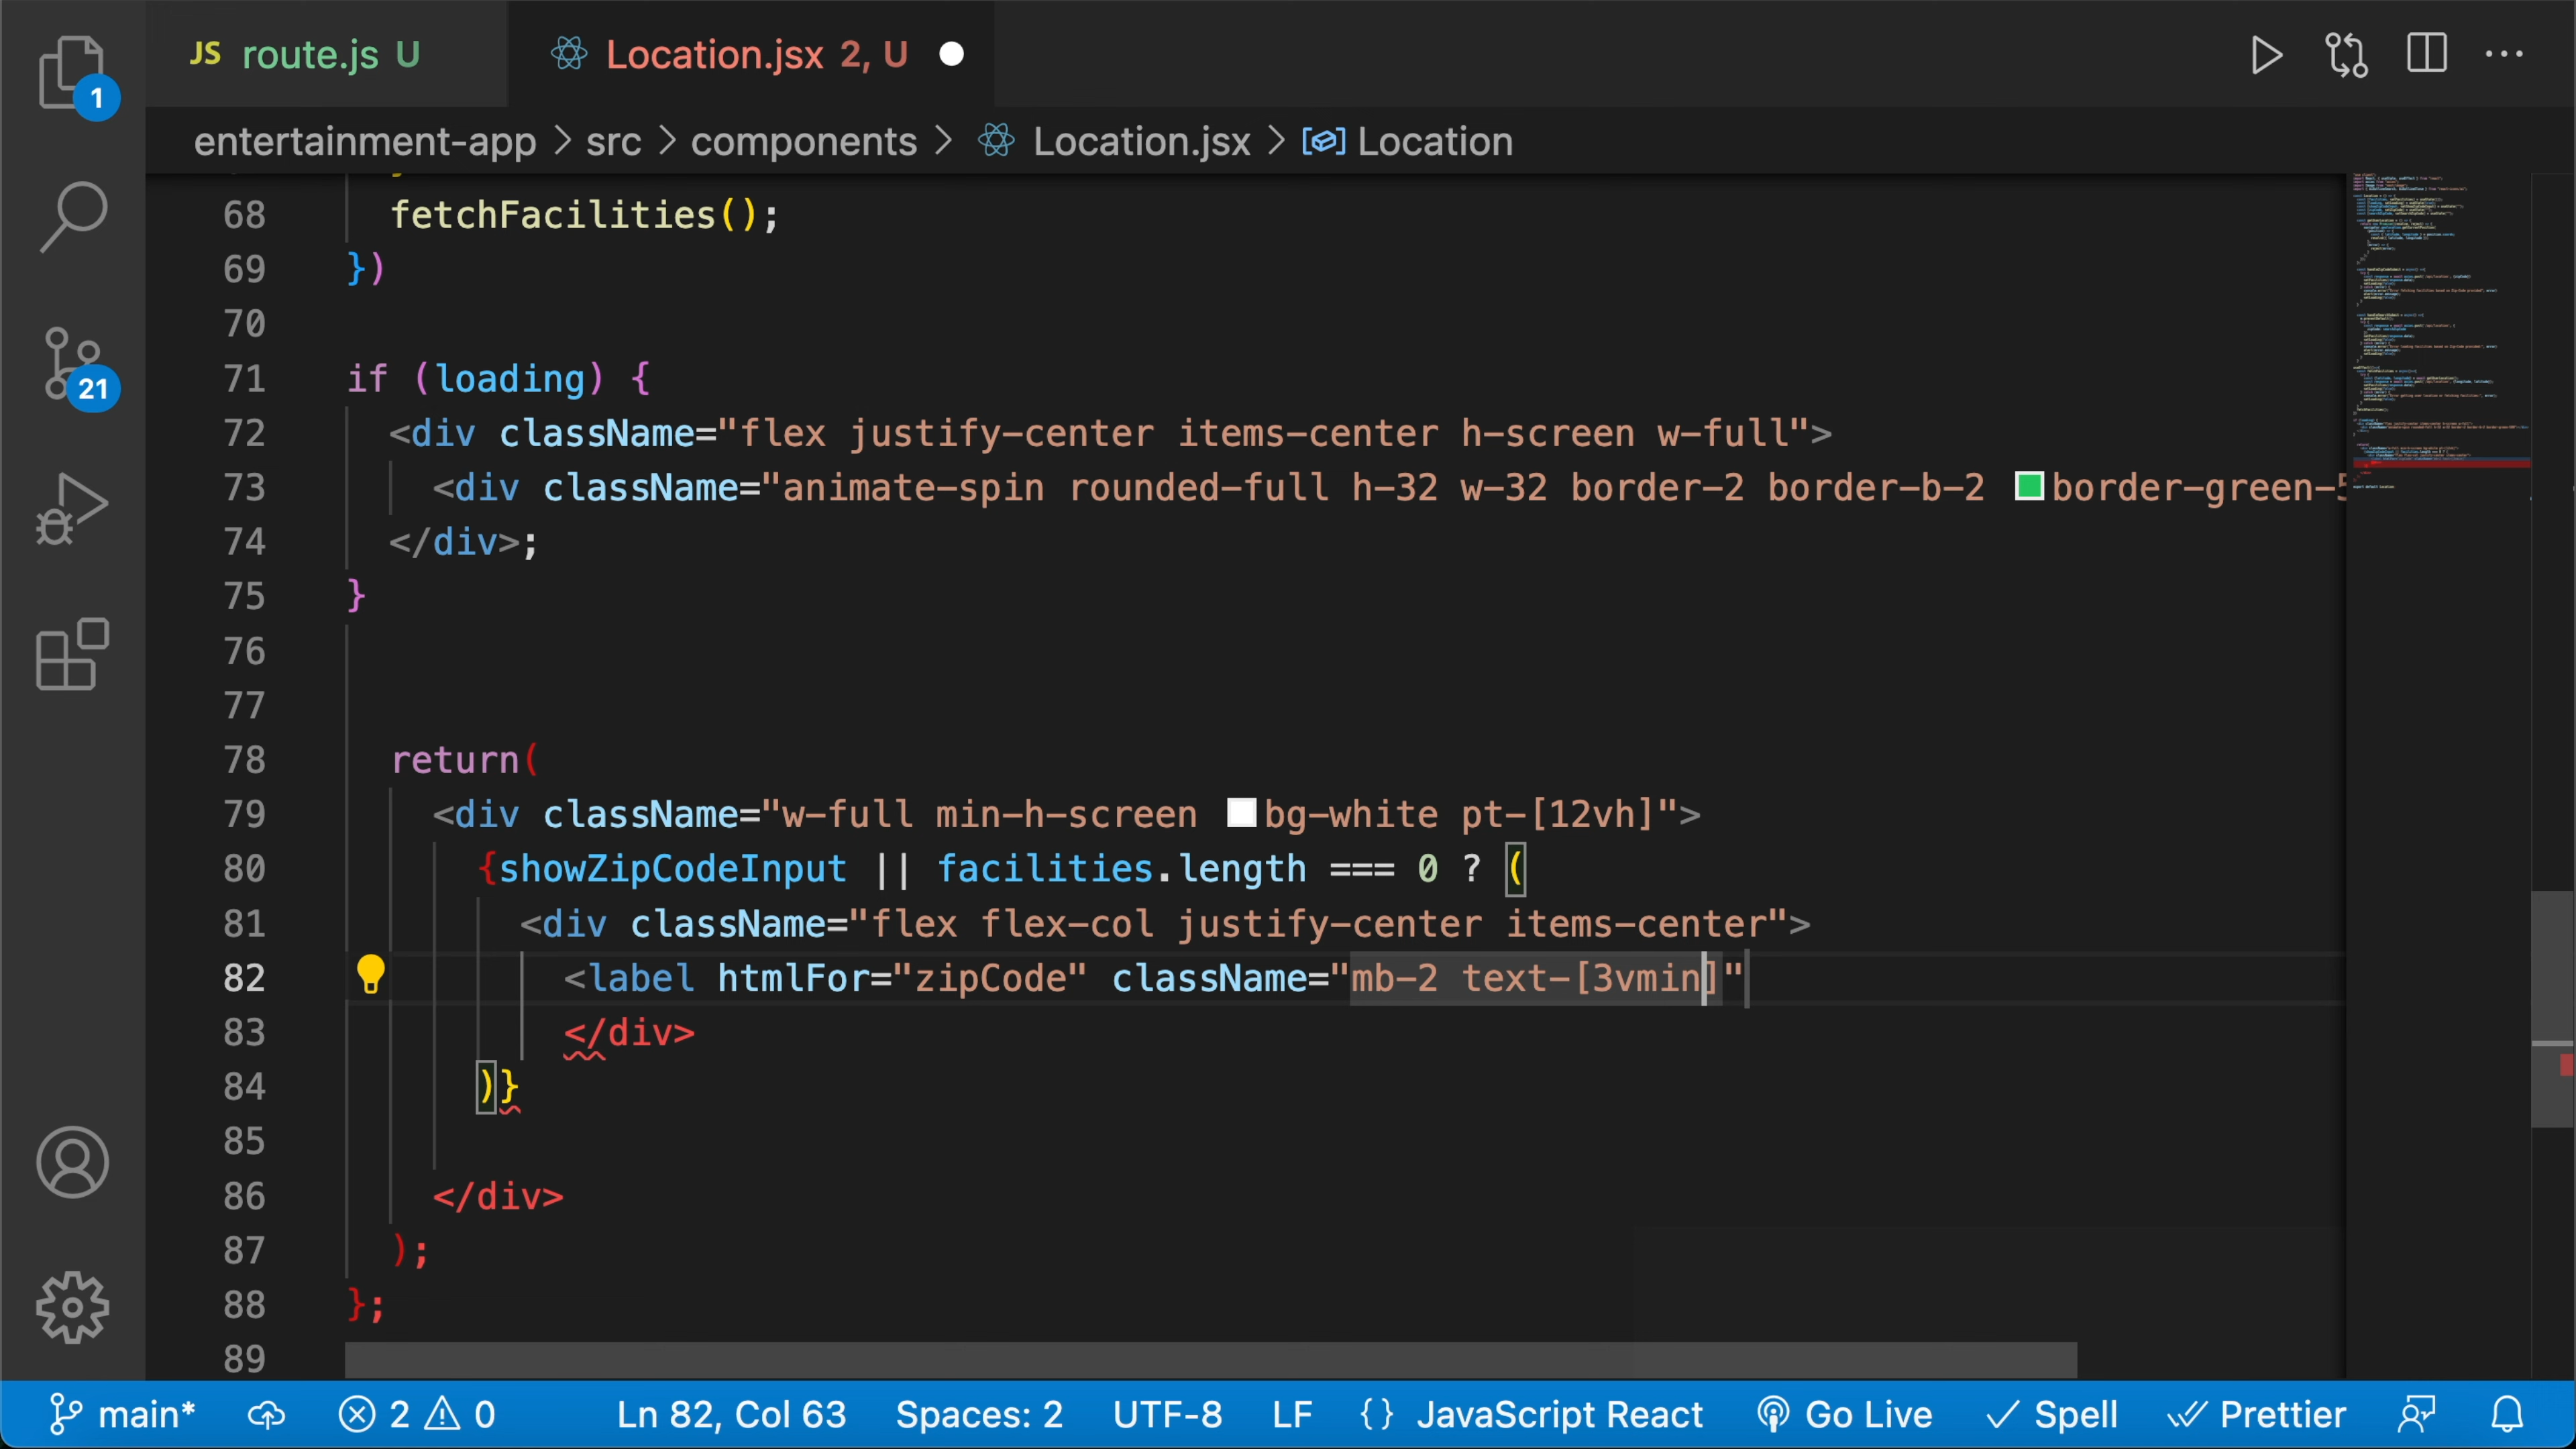 JS route.js U
Location.jsx 2, U
1
entertainment-app > src > components > Location.jsx > Location
68 fetchFacilities();
69 })
70
21
71 if (loading) {
72 <div className="flex justify-center items-center h-screen w-full">
73 <div className="animate-spin rounded-full h-32 w-32 border-2 border-b-2 border-green-5
74 </div>;
75 }
76
77
78 return(
79 <div className="w-full min-h-screen bg-white pt-[12vh]">
80 {showZipCodeInput || facilities.length === 0 ? (
81 <div className="flex flex-col justify-center items-center">
82 <label htmlFor="zipCode" className="mb-2 text-[3vmin]"
83 </div>
84 )}
85
86 </div>
87 );
88 };
89
main* 2 0 Ln 82, Col 63 Spaces: 2 UTF-8 LF {} JavaScript React Go Live Spell Prettier